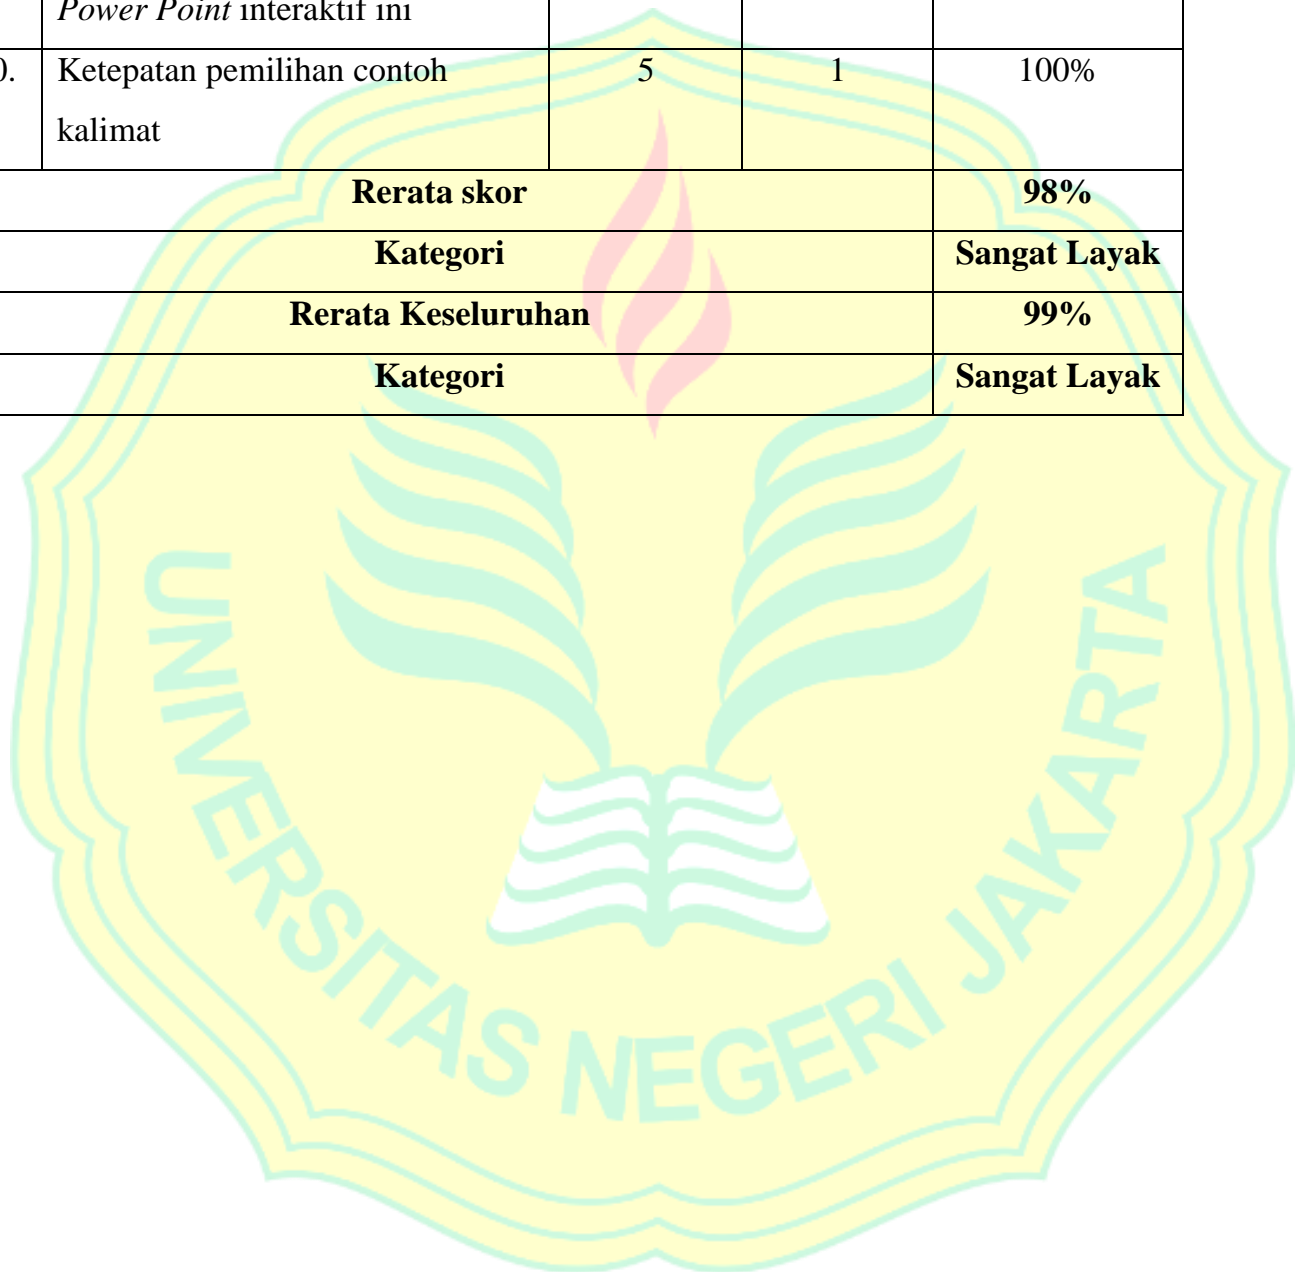 Power Point interaktif ini
0. Ketepatan pemilihan contoh 5 1 100%
kalimat
Rerata skor 98%
Kategori Sangat Layak
Rerata Keseluruhan 99%
Kategori Sangat Layak
UNIVERSITAS NEGERI JAKARTA